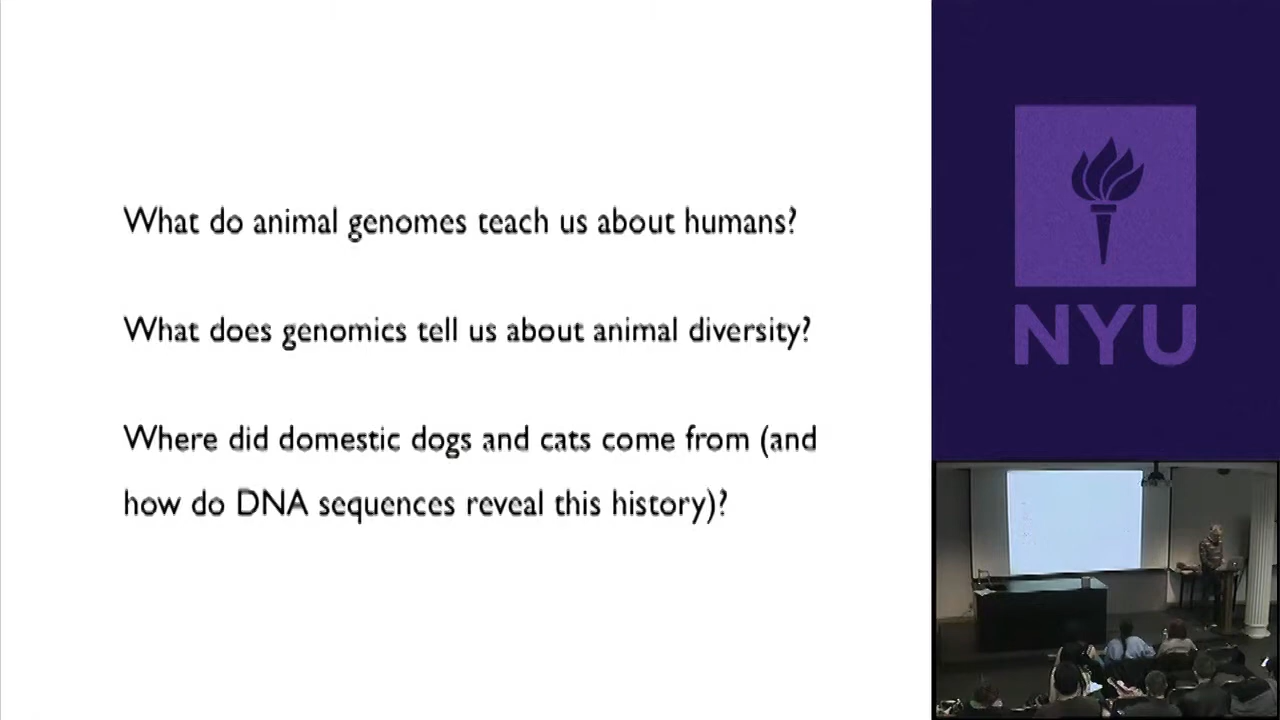 What do animal genomes teach us about humans?
What does genomics tell us about animal diversity?
Where did domestic dogs and cats come from (and
how do DNA sequences reveal this history)?
NYU